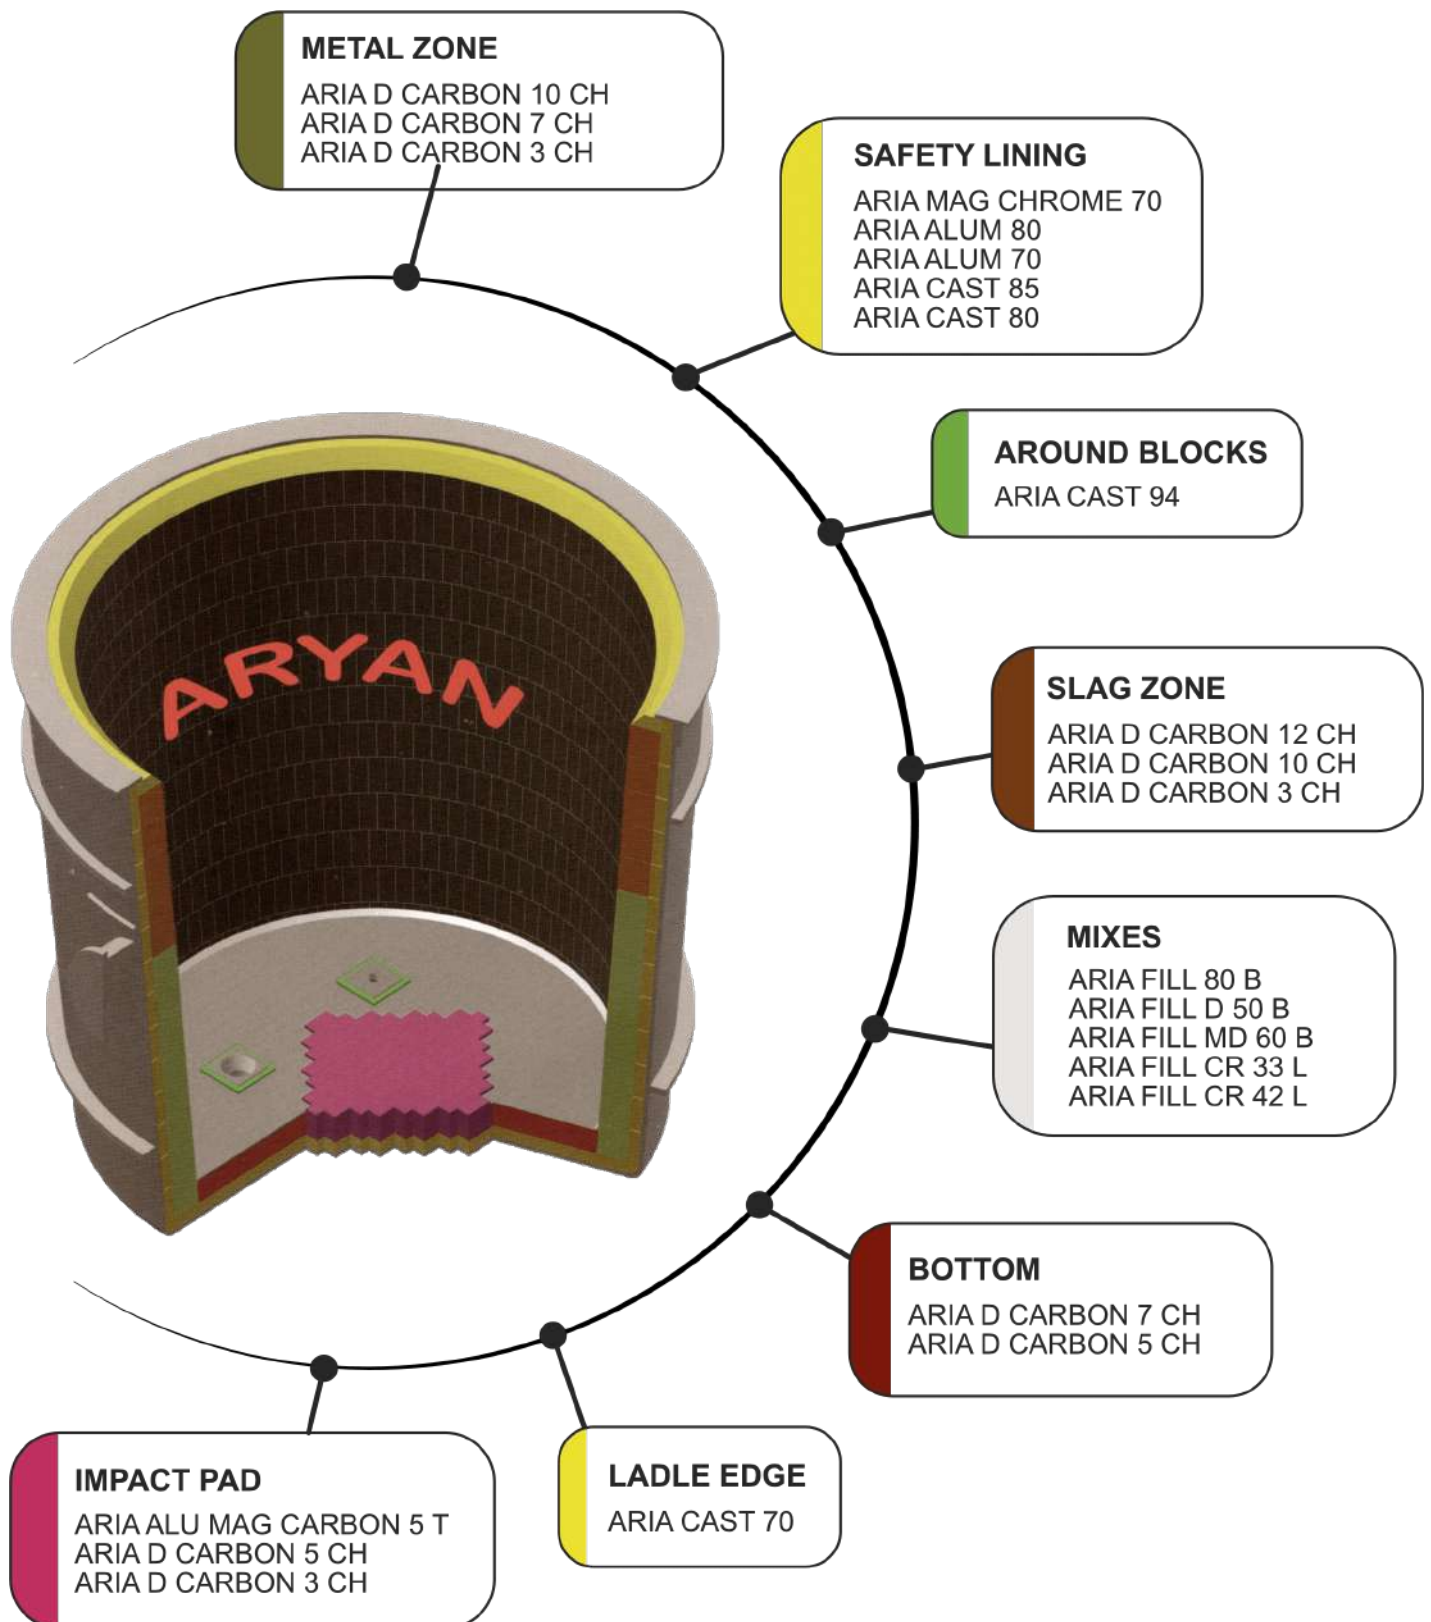 METAL ZONE
ARIA D CARBON 10 CH
ARIA D CARBON 7 CH
ARIA D CARBON 3 CH
SAFETY LINING
ARIA MAG CHROME 70
ARIA ALUM 80
ARIA ALUM 70
ARIA CAST 85
ARIA CAST 80
AROUND BLOCKS
ARIA CAST 94
ARYAN
SLAG ZONE
ARIA D CARBON 12 CH
ARIA D CARBON 10 CH
ARIA D CARBON 3 CH
MIXES
ARIA FILL 80 B
ARIA FILL D 50 B
ARIA FILL MD 60 B
ARIA FILL CR 33 L
ARIA FILL CR 42 L
BOTTOM
ARIA D CARBON 7 CH
ARIA D CARBON 5 CH
LADLE EDGE
ARIA CAST 70
IMPACT PAD
ARIA ALU MAG CARBON 5 T
ARIA D CARBON 5 CH
ARIA D CARBON 3 CH